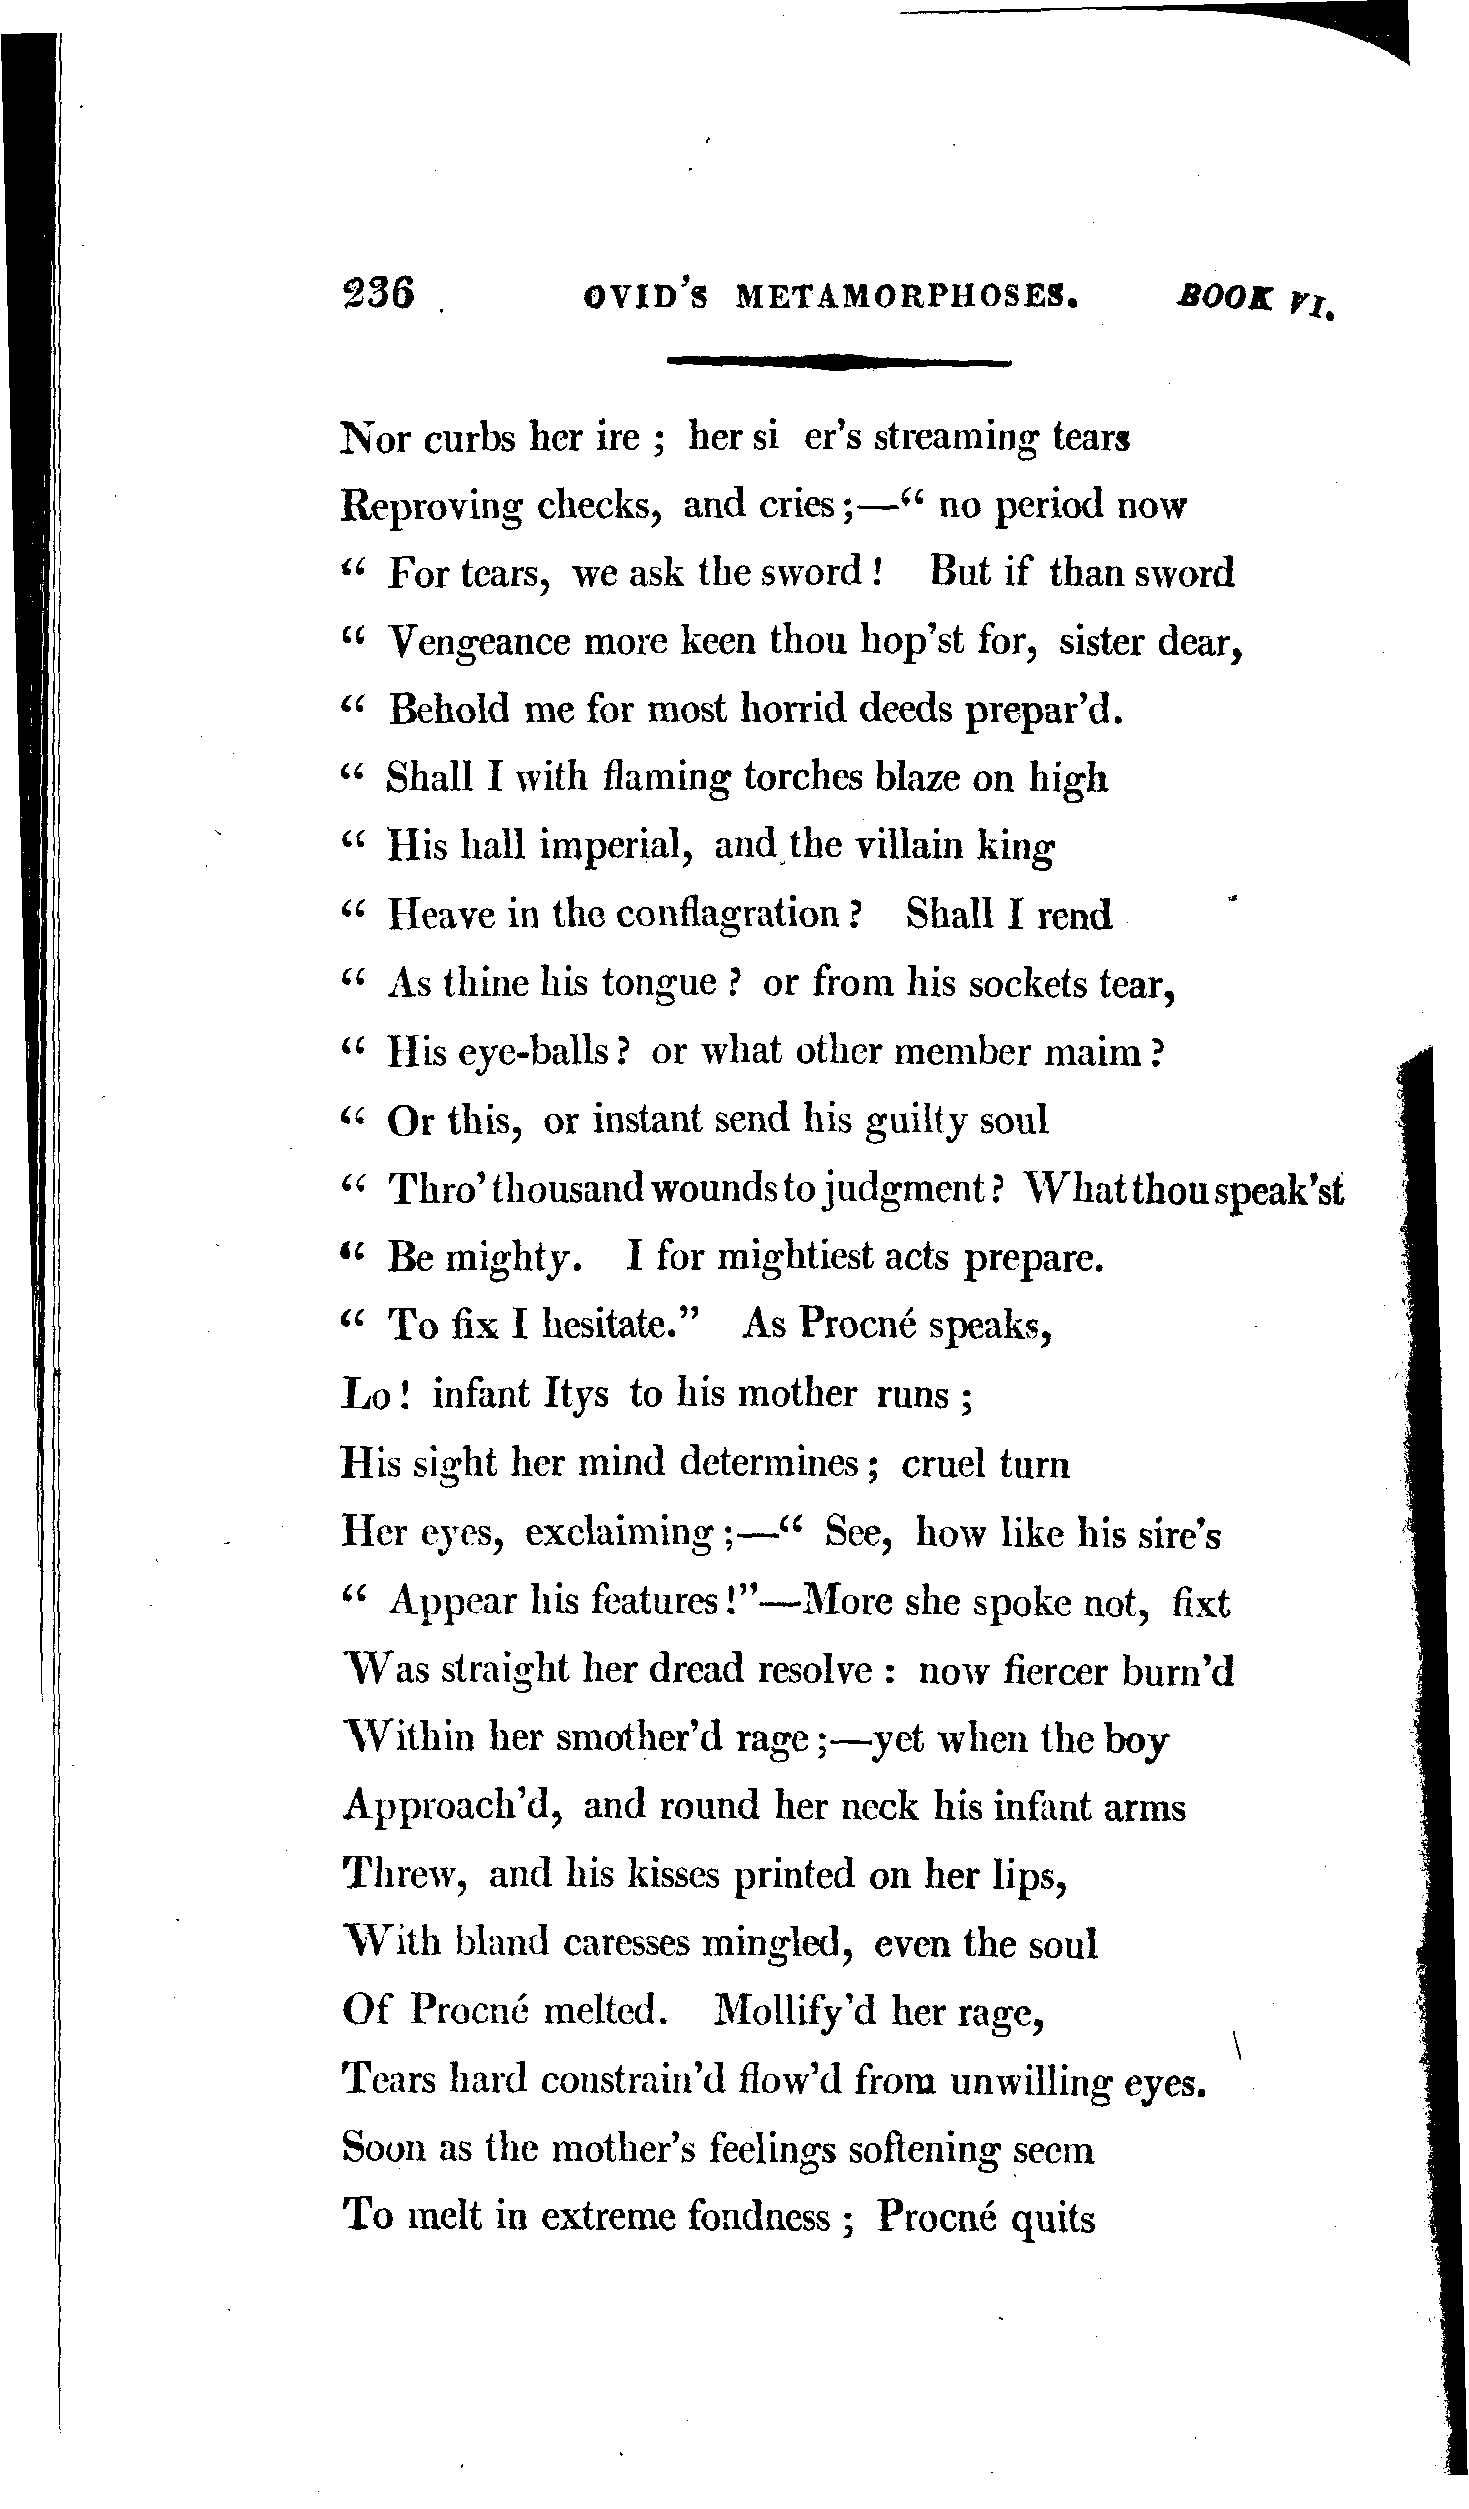 236 OVID'S METAMORPHOSES. BOOK VI.
Nor curbs her ire ; her si er's streaming tears
Reproving checks, and cries ;—“ no period now
“ For tears, we ask the sword ! But if than sword
“ Vengeance more keen thou hop'st for, sister dear,
“ Behold me for most horrid deeds prepar'd.
“ Shall I with flaming torches blaze on high
“ His hall imperial, and the villain king
“ Heave in the conflagration ? Shall I rend
“ As thine his tongue ? or from his sockets tear,
“ His eye-balls ? or what other member maim ?
“ Or this, or instant send his guilty soul
“ Thro' thousand wounds to judgment ? What thou speak'st
“ Be mighty. I for mightiest acts prepare.
“ To fix I hesitate.” As Procné speaks,
Lo ! infant Itys to his mother runs ;
His sight her mind determines ; cruel turn
Her eyes, exclaiming ;—“ See, how like his sire's
“ Appear his features !”—More she spoke not, fixt
Was straight her dread resolve : now fiercer burn'd
Within her smother'd rage ;—yet when the boy
Approach'd, and round her neck his infant arms
Threw, and his kisses printed on her lips,
With bland caresses mingled, even the soul
Of Procné melted. Mollify'd her rage,
Tears hard constrain'd flow'd from unwilling eyes.
Soon as the mother's feelings softening seem
To melt in extreme fondness ; Procné quits